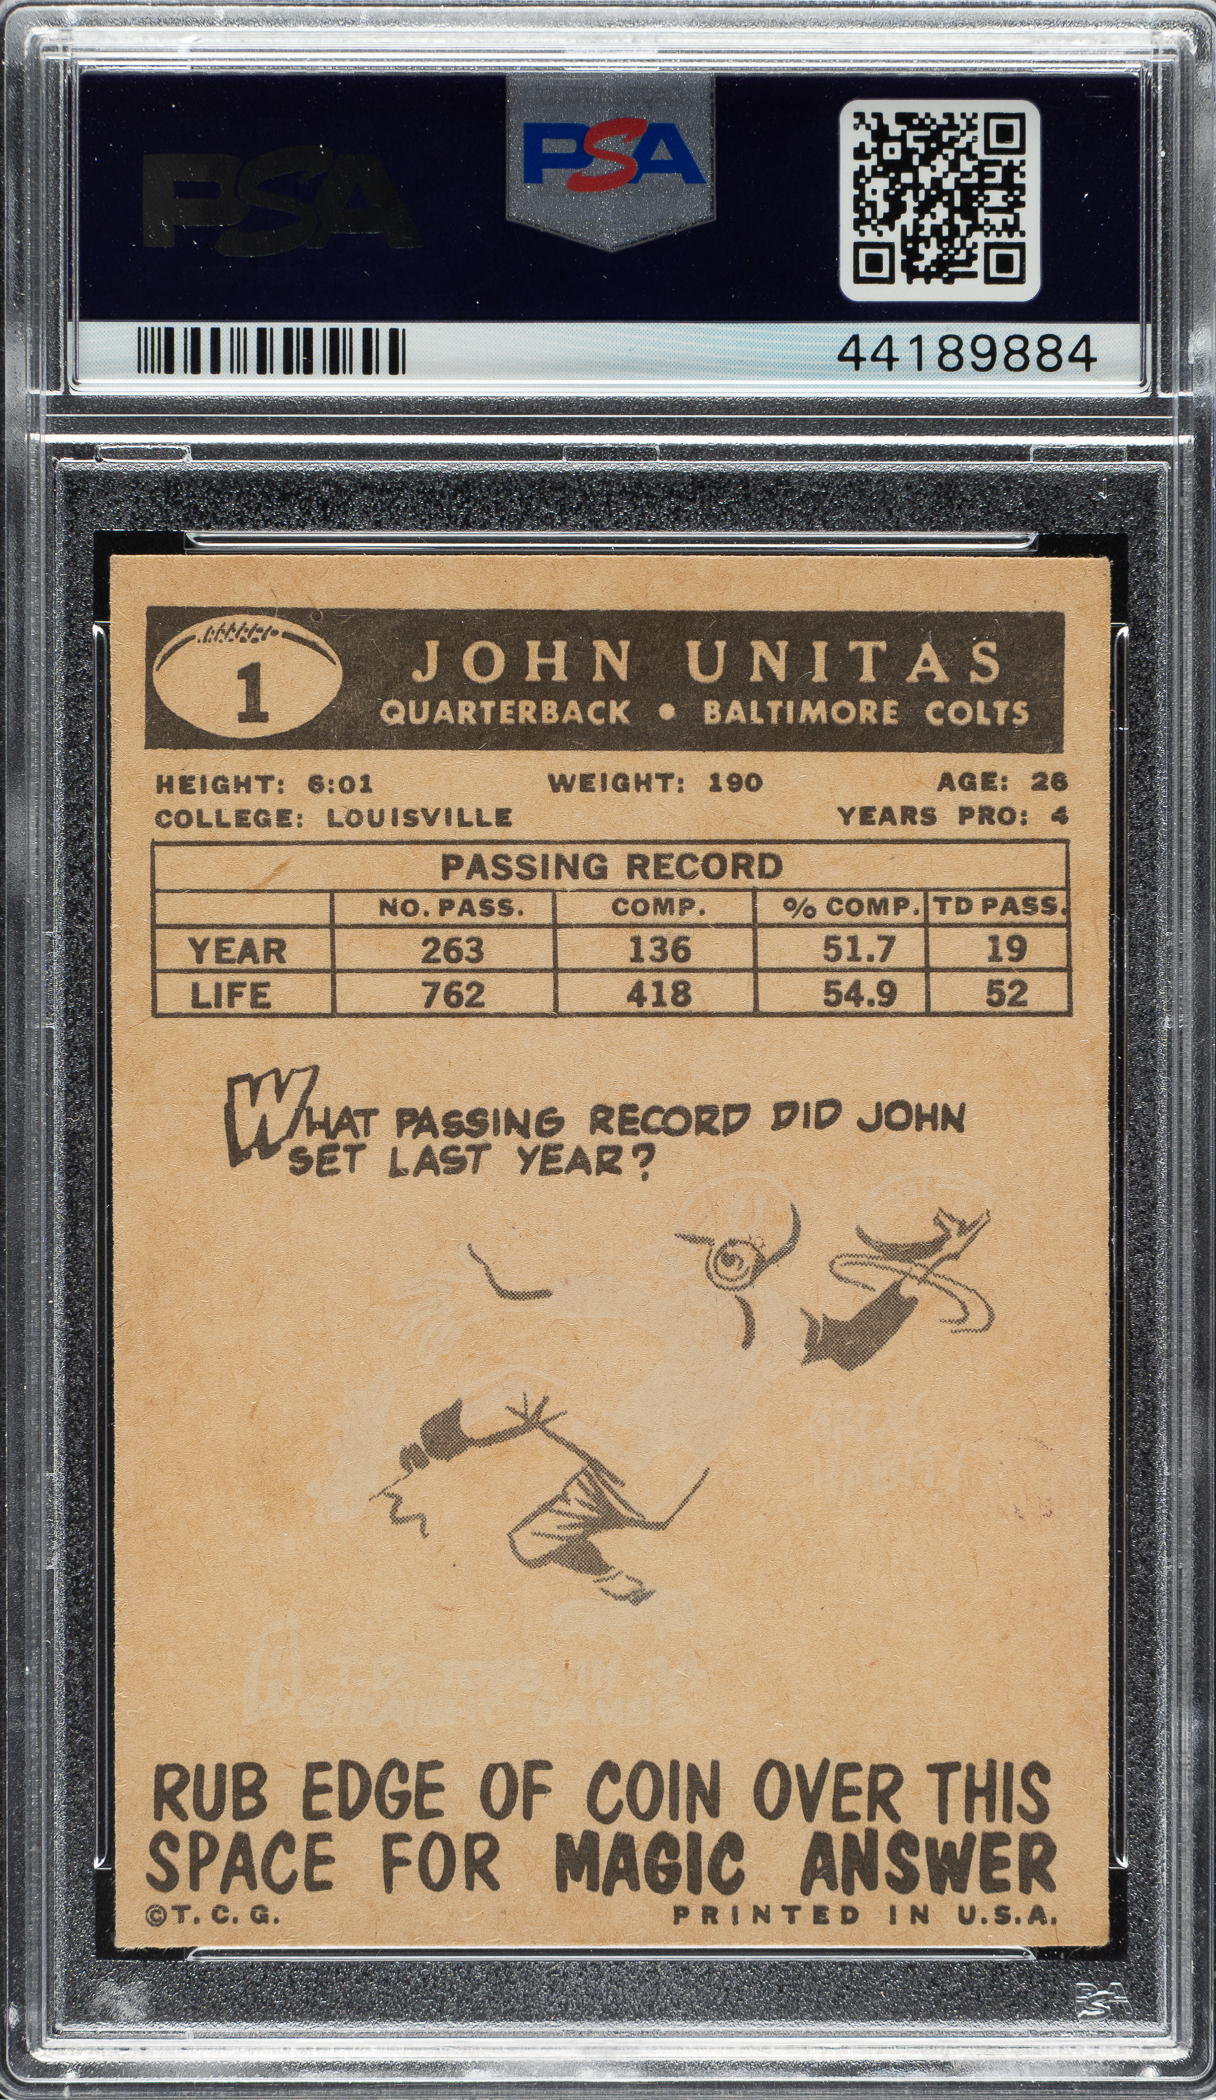 PSA
PSA
44189884
1
JOHN UNITAS
QUARTERBACK • BALTIMORE COLTS
HEIGHT: 6:01 WEIGHT: 190 AGE: 26
COLLEGE: LOUISVILLE YEARS PRO: 4
PASSING RECORD
NO. PASS. COMP. % COMP. TD PASS.
YEAR 263 136 51.7 19
LIFE 762 418 54.9 52
WHAT PASSING RECORD DID JOHN
SET LAST YEAR?
RUB EDGE OF COIN OVER THIS
SPACE FOR MAGIC ANSWER
©T.C.G. PRINTED IN U.S.A.
PSA